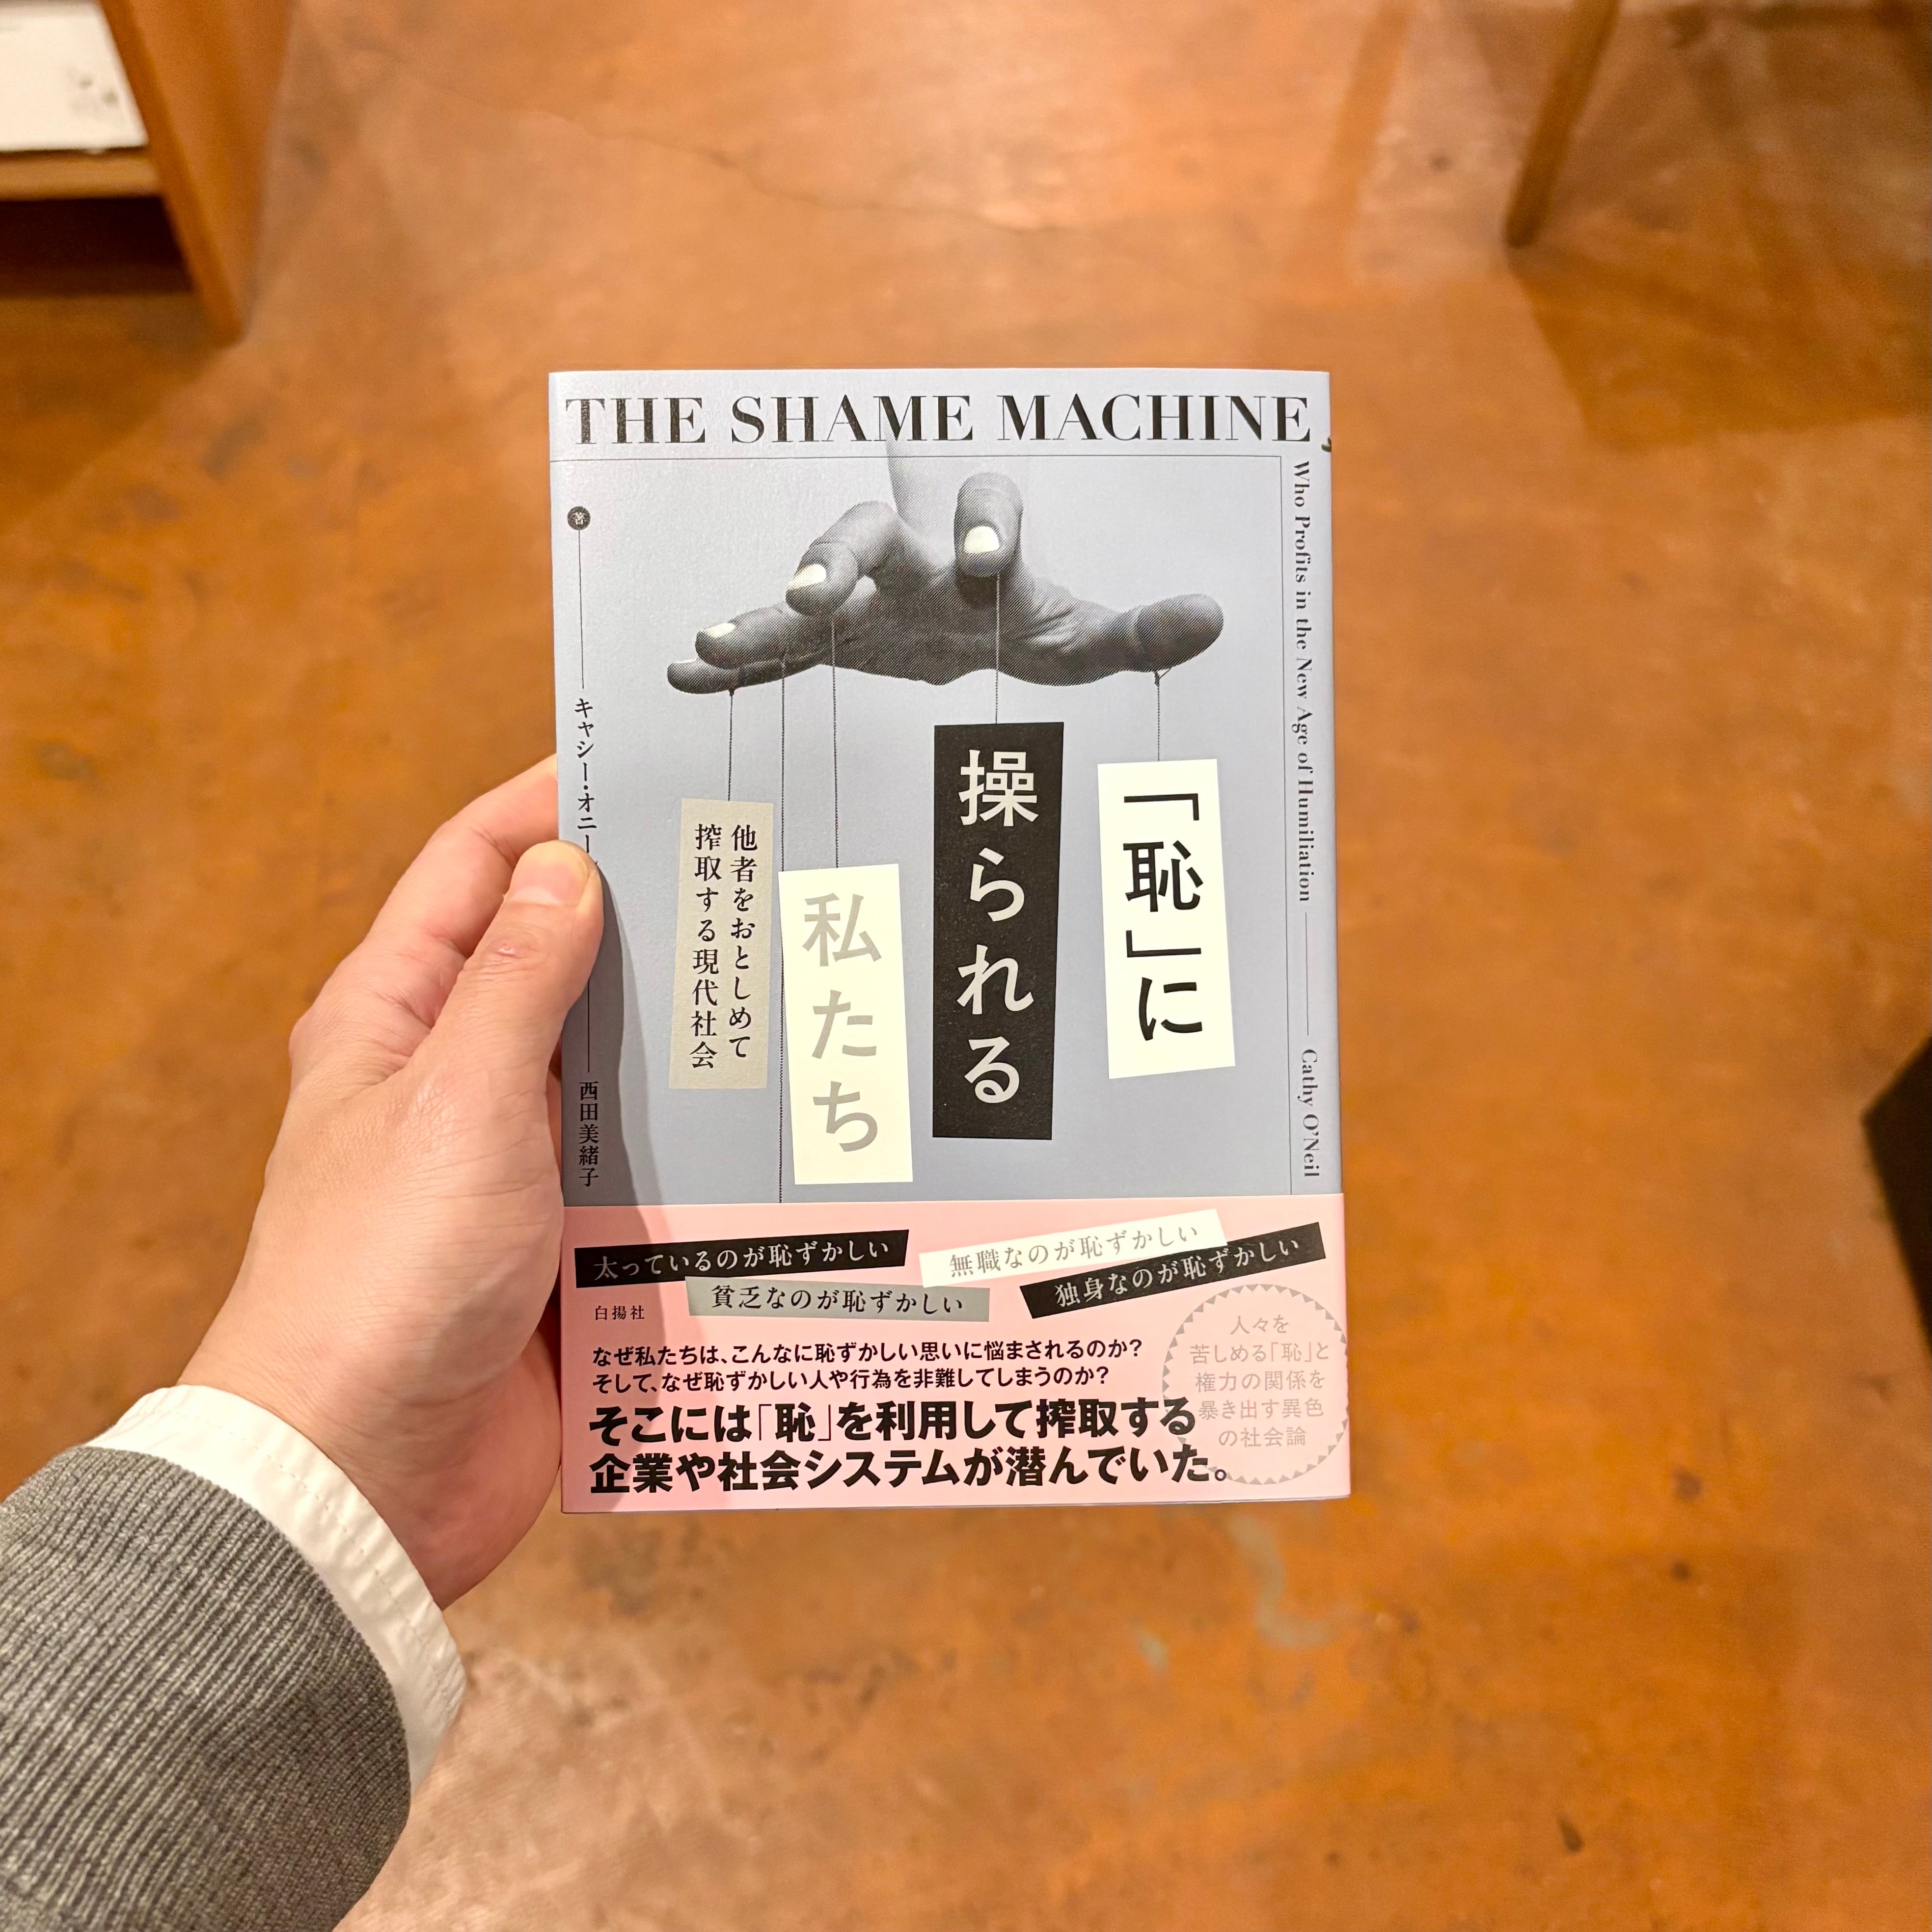 THE SHAME MACHINE,
Who Profits in the New Age of Humiliation
Cathy O'Neil
「恥」に
操られる
私たち
他者をおとしめて
搾取する現代社会
著
キャシー・オニー
西田美緒子
太っているのが恥ずかしい
無職なのが恥ずかしい
貧乏なのが恥ずかしい
独身なのが恥ずかしい
白揚社
なぜ私たちは、こんなに恥ずかしい思いに悩まされるのか?
そして、なぜ恥ずかしい人や行為を非難してしまうのか?
そこには「恥」を利用して搾取する
企業や社会システムが潜んでいた。
人々を
苦しめる「恥」と
権力の関係を
暴き出す異色
の社会論